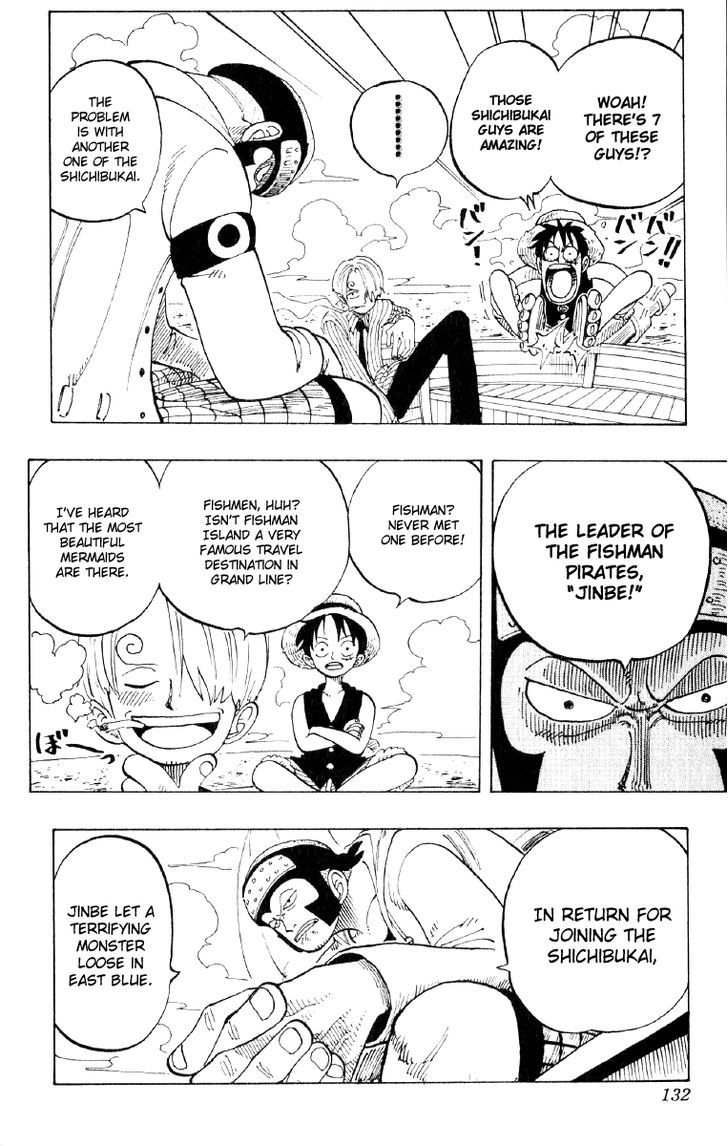 WOAH!
THERE'S 7
OF THESE
GUYS!?
THOSE
SHICHIBUKAI
GUYS ARE
AMAZING!
バン!
バンバン!!
THE
PROBLEM
IS WITH
ANOTHER
ONE OF THE
SHICHIBUKAI.
THE LEADER OF
THE FISHMAN
PIRATES,
"JINBE!"
FISHMAN?
NEVER MET
ONE BEFORE!
FISHMEN, HUH?
ISN'T FISHMAN
ISLAND A VERY
FAMOUS TRAVEL
DESTINATION IN
GRAND LINE?
I'VE HEARD
THAT THE MOST
BEAUTIFUL
MERMAIDS
ARE THERE.
ぼーっ
IN RETURN FOR
JOINING THE
SHICHIBUKAI,
JINBE LET A
TERRIFYING
MONSTER
LOOSE IN
EAST BLUE.
132